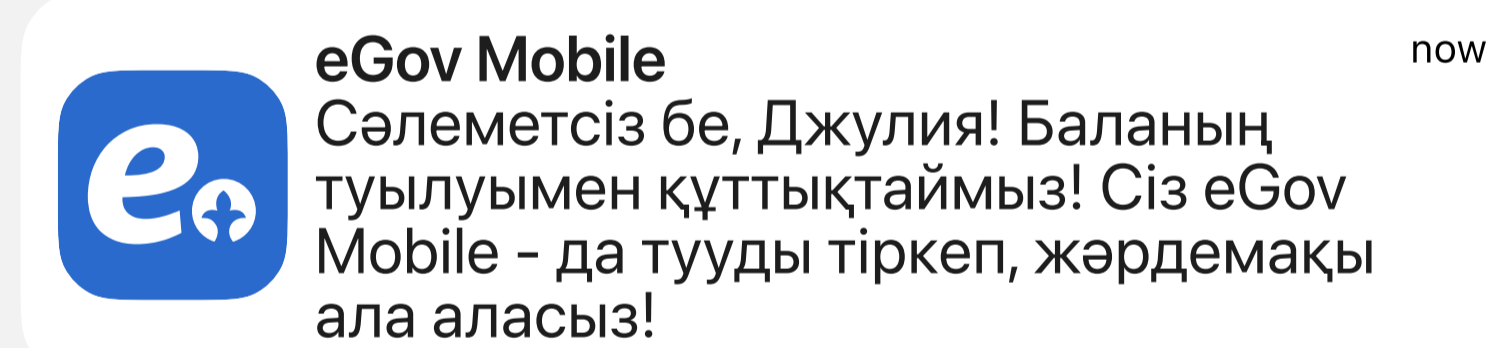 eGov Mobile
now
Сәлеметсіз бе, Джулия! Баланың
туылуымен құттықтаймыз! Сіз eGov
Mobile - да тууды тіркеп, жәрдемақы
ала аласыз!